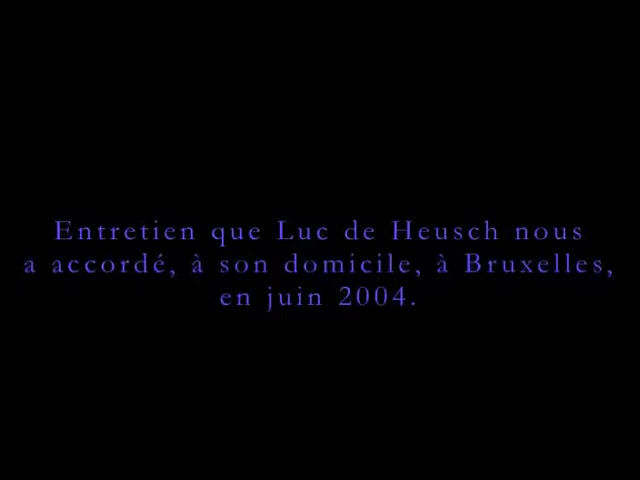 Entretien que Luc de Heusch nous
a accordé, à son domicile, à Bruxelles,
en juin 2004.